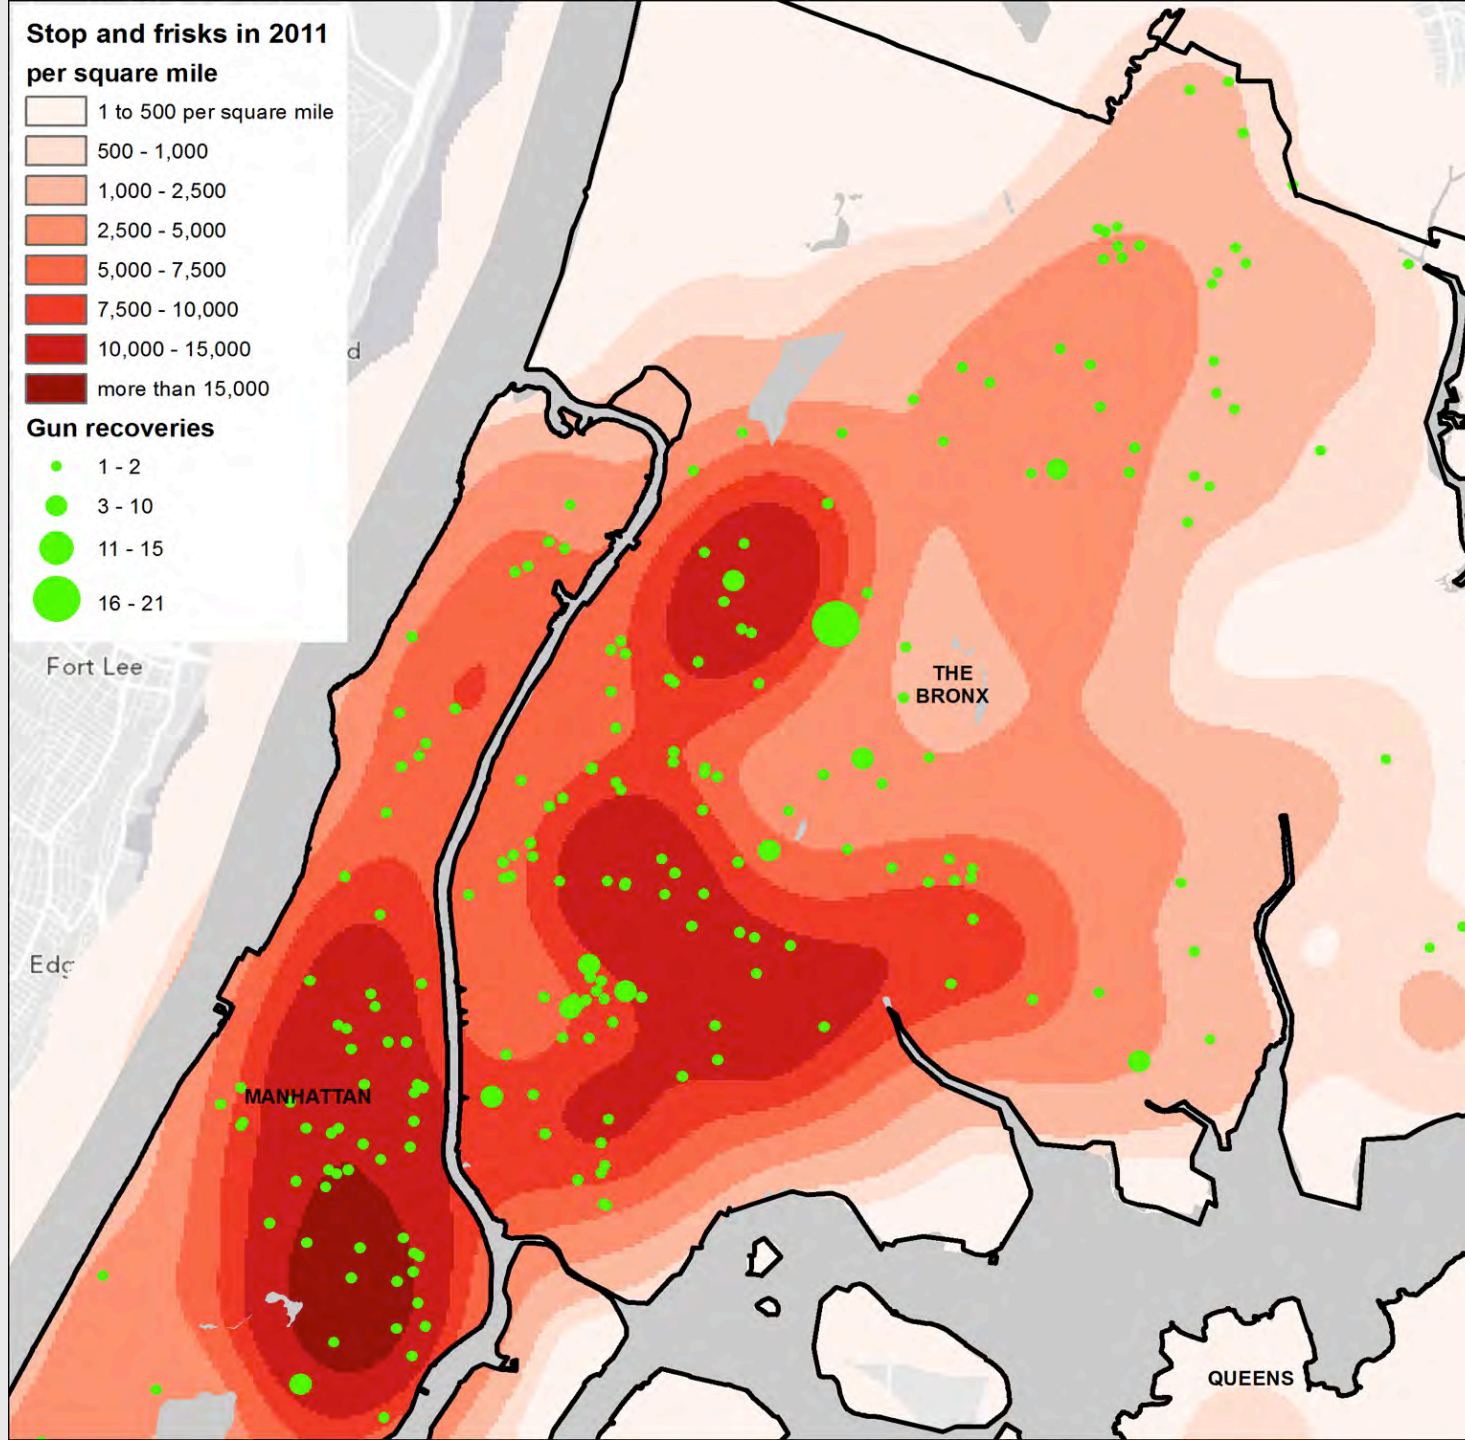 Stop and frisks in 2011
per square mile
1 to 500 per square mile
500 - 1,000
1,000 - 2,500
2,500 - 5,000
5,000 - 7,500
7,500 - 10,000
10,000 - 15,000
more than 15,000
Gun recoveries
1 - 2
3 - 10
11 - 15
16 - 21
d
Fort Lee
THE
BRONX
Edg
MANHATTAN
QUEENS